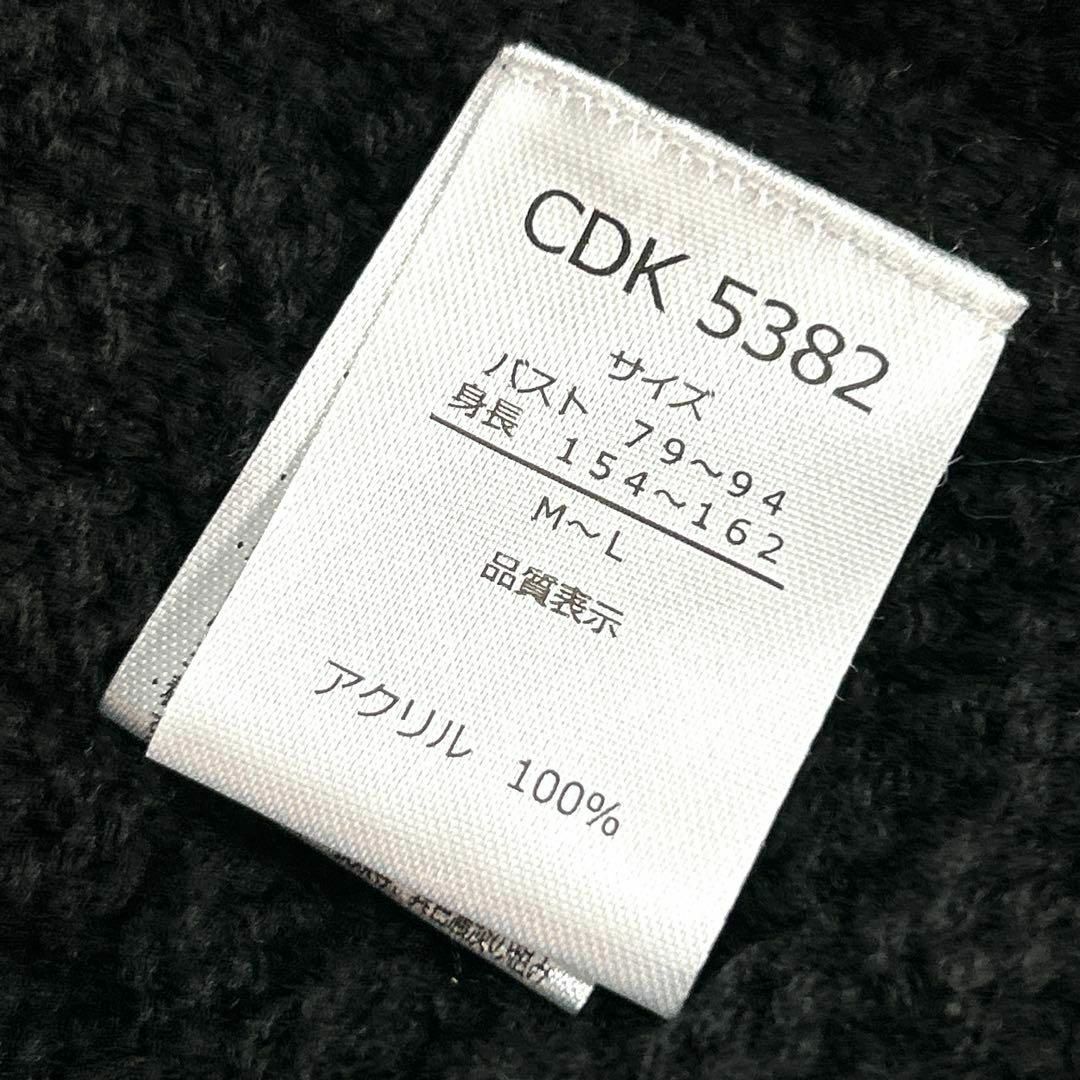 CDK 5382
サイズ
バスト 79～94
身長 154～162
M～L
品質表示
アクリル 100%